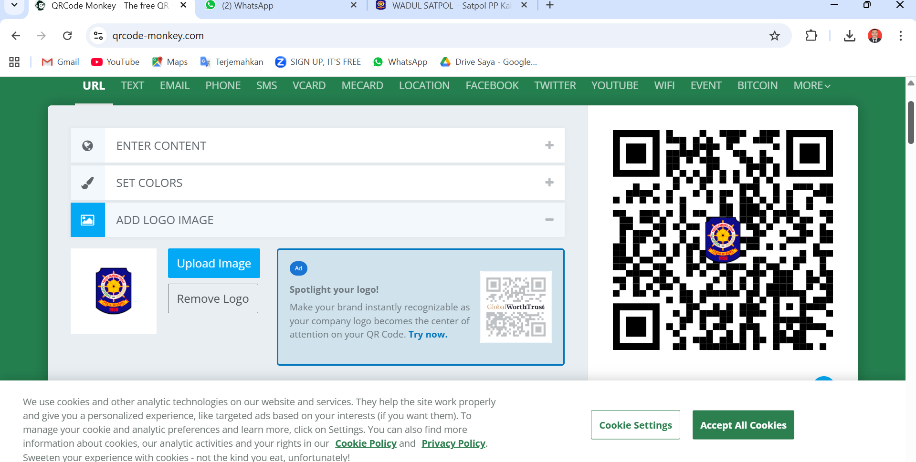 QRCode Monkey - The free QR
(2) WhatsApp
WADUL SATPOL - Satpol PP Ka
qrcode-monkey.com
Gmail
YouTube
Maps
Terjemahkan
SIGN UP, IT'S FREE
WhatsApp
Drive Saya - Google...
URL
TEXT
EMAIL
PHONE
SMS
VCARD
MECARD
LOCATION
FACEBOOK
TWITTER
YOUTUBE
WIFI
EVENT
BITCOIN
MORE
ENTER CONTENT
SET COLORS
ADD LOGO IMAGE
Upload Image
Remove Logo
Ad
Spotlight your logo!
Make your brand instantly recognizable as
your company logo becomes the center of
attention on your QR Code. Try now.
GlobalWorthTrust
We use cookies and other analytic technologies on our website and services. They help the site work properly
and give you a personalized experience, like targeted ads based on your interests (if you want them). To
manage your cookie and analytic preferences and learn more, click on Settings. You can also find more
information about cookies, our analytic activities and your rights in our Cookie Policy and Privacy Policy.
Sweeten your experience with cookies - not the kind you eat, unfortunately!
Cookie Settings
Accept All Cookies